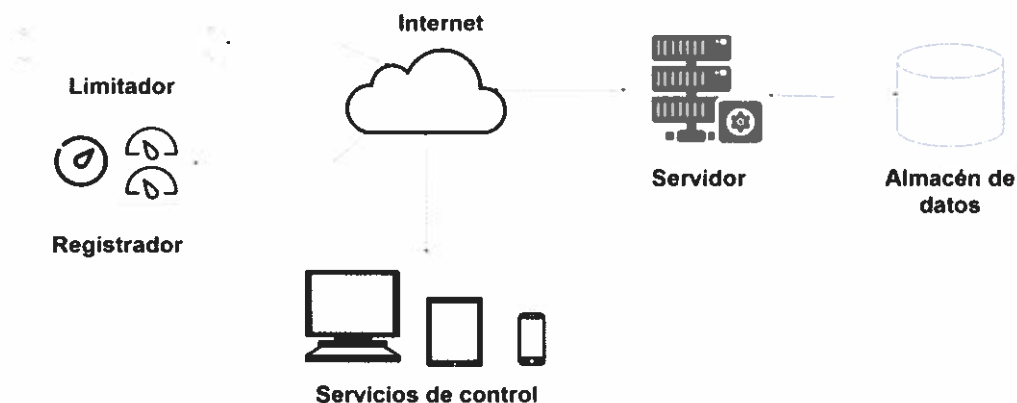 Internet
Limitador
Registrador
Servidor
Almacén de
datos
Servicios de control